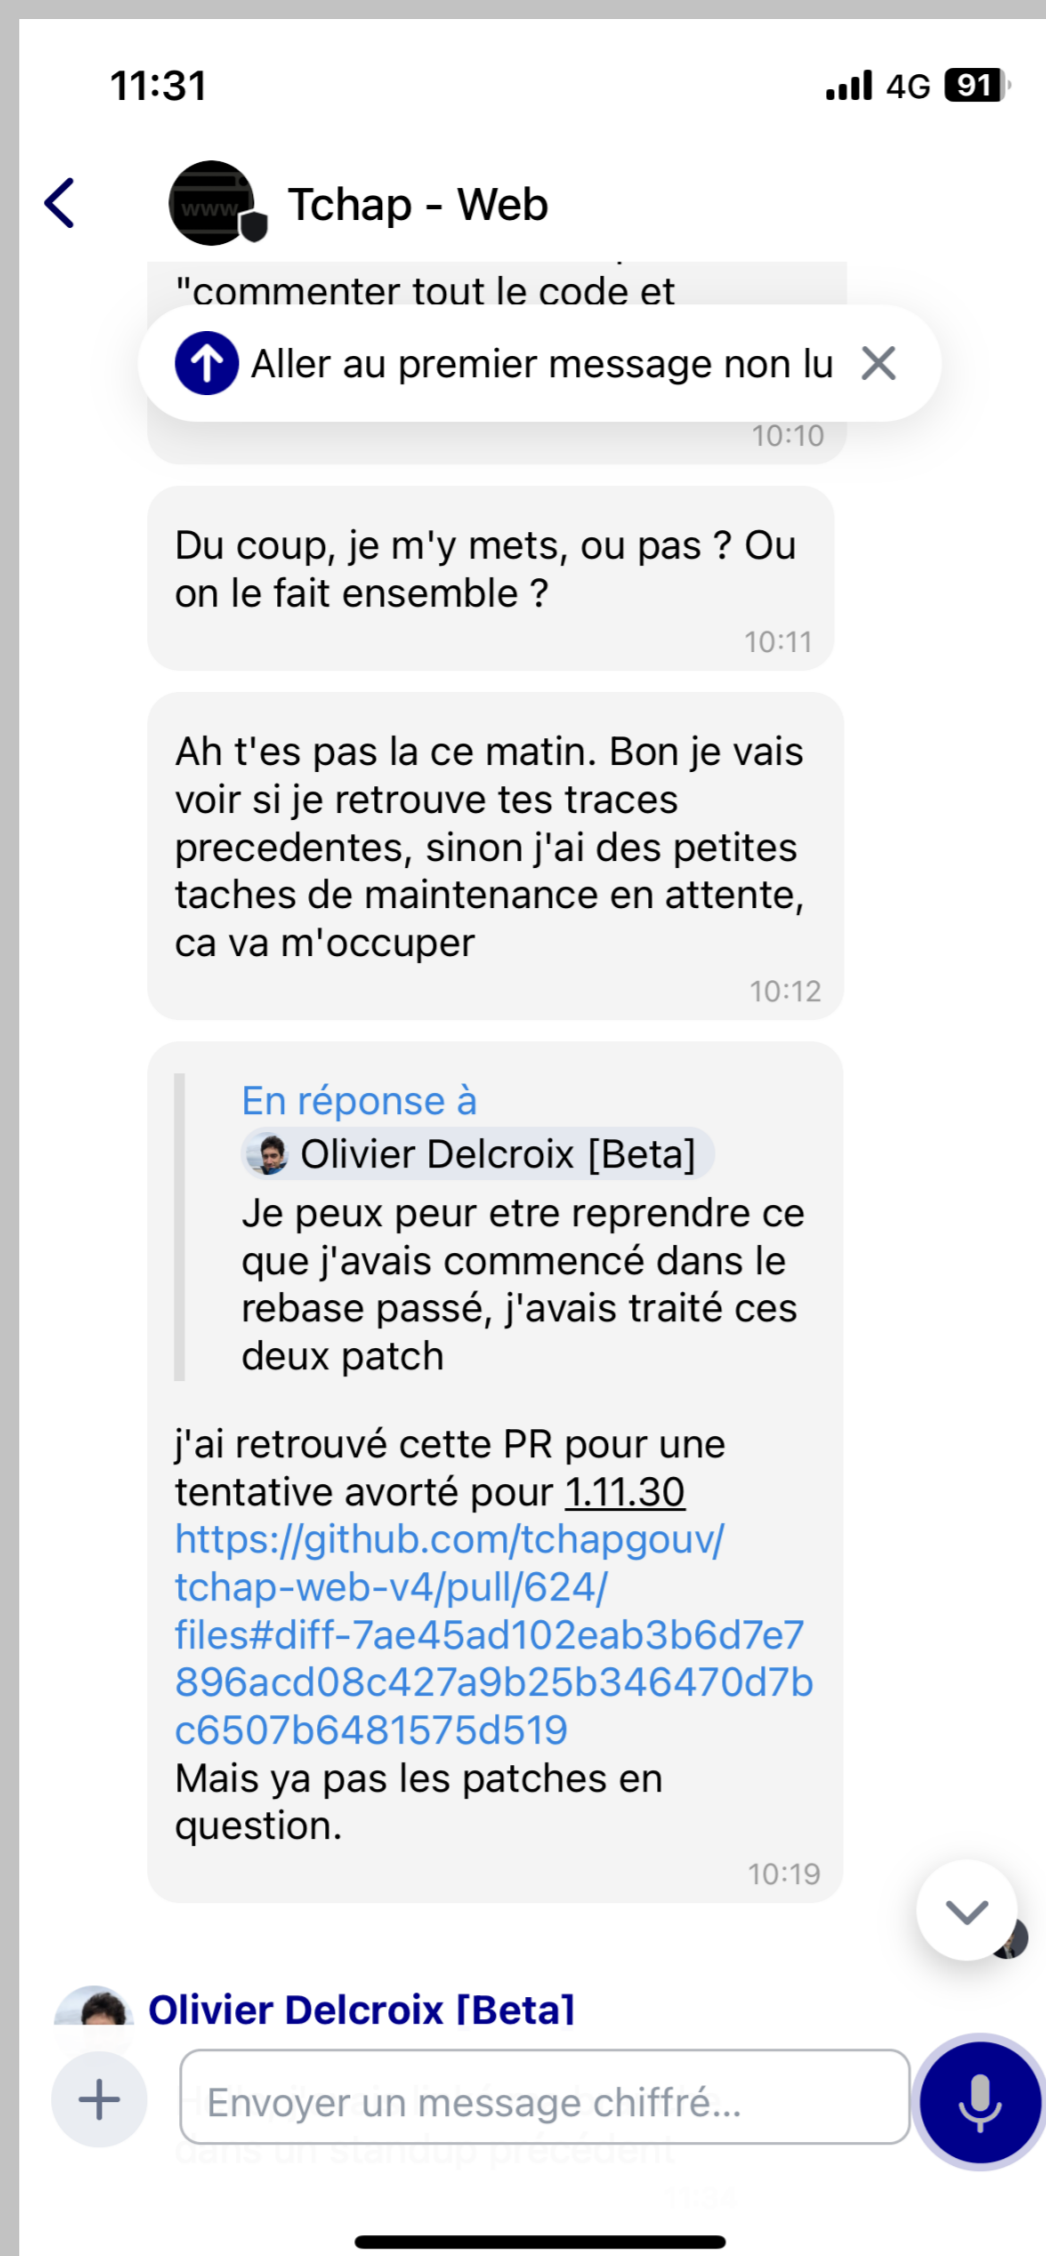 11:31
4G 91
www
Tchap - Web
"commenter tout le code et
Aller au premier message non lu
10:10
Du coup, je m'y mets, ou pas ? Ou
on le fait ensemble ?
10:11
Ah t'es pas la ce matin. Bon je vais
voir si je retrouve tes traces
precedentes, sinon j'ai des petites
taches de maintenance en attente,
ca va m'occuper
10:12
En réponse à
Olivier Delcroix [Beta]
Je peux peur etre reprendre ce
que j'avais commencé dans le
rebase passé, j'avais traité ces
deux patch
j'ai retrouvé cette PR pour une
tentative avorté pour 1.11.30
https://github.com/tchapgouv/
tchap-web-v4/pull/624/
files#diff-7ae45ad102eab3b6d7e7
896acd08c427a9b25b346470d7b
c6507b6481575d519
Mais ya pas les patches en
question.
10:19
Olivier Delcroix [Beta]
Envoyer un message chiffré...
dans un standup précédent